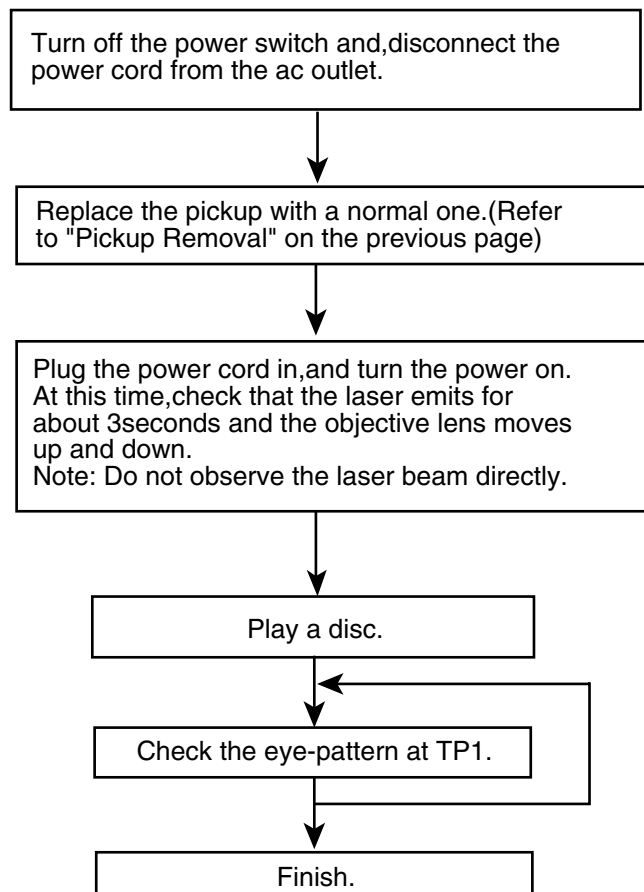 Turn off the power switch and,disconnect the
power cord from the ac outlet.
Replace the pickup with a normal one.(Refer
to "Pickup Removal" on the previous page)
Plug the power cord in,and turn the power on.
At this time,check that the laser emits for
about 3seconds and the objective lens moves
up and down.
Note: Do not observe the laser beam directly.
Play a disc.
Check the eye-pattern at TP1.
Finish.